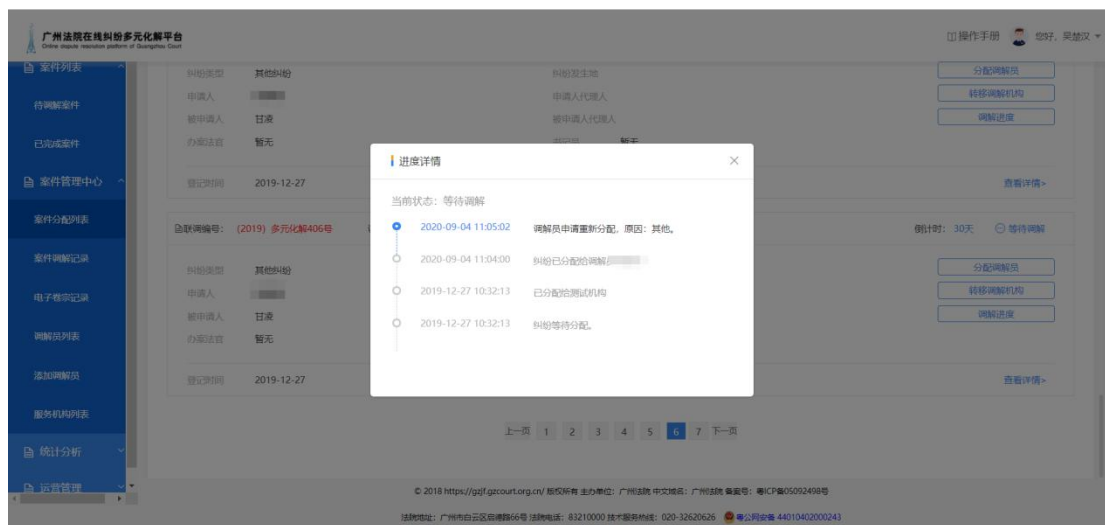 广州法院在线纠纷多元化解平台
Online dispute resolution platform of Guangzhou Court
操作手册 您好，吴楚汉
案件列表
待调解案件
已完成案件
案件管理中心
案件分配列表
案件调解记录
电子卷宗记录
调解员列表
添加调解员
服务机构列表
统计分析
运营管理
纠纷类型 其他纠纷 纠纷发生地
申请人 申请人代理人
被申请人 甘凌 被申请人代理人
办案法官 暂无 书记员 暂无
登记时间 2019-12-27 查看详情>
分配调解员
转移调解机构
调解进度
联调编号： (2019) 多元化解406号 倒计时： 30天 等待调解
纠纷类型 其他纠纷
申请人
被申请人 甘凌
办案法官 暂无
登记时间 2019-12-27 查看详情>
分配调解员
转移调解机构
调解进度
进度详情
当前状态：等待调解
2020-09-04 11:05:02 调解员申请重新分配，原因：其他。
2020-09-04 11:04:00 纠纷已分配给调解
2019-12-27 10:32:13 已分配给测试机构
2019-12-27 10:32:13 纠纷等待分配。
上一页 1 2 3 4 5 6 7 下一页
© 2018 https://gzjf.gzcourt.org.cn/ 版权所有 主办单位：广州法院 中文域名：广州法院 备案号：粤ICP备05092498号
法院地址：广州市白云区启德路66号 法院电话：83210000 技术服务热线：020-32620626 粤公网安备 44010402000243